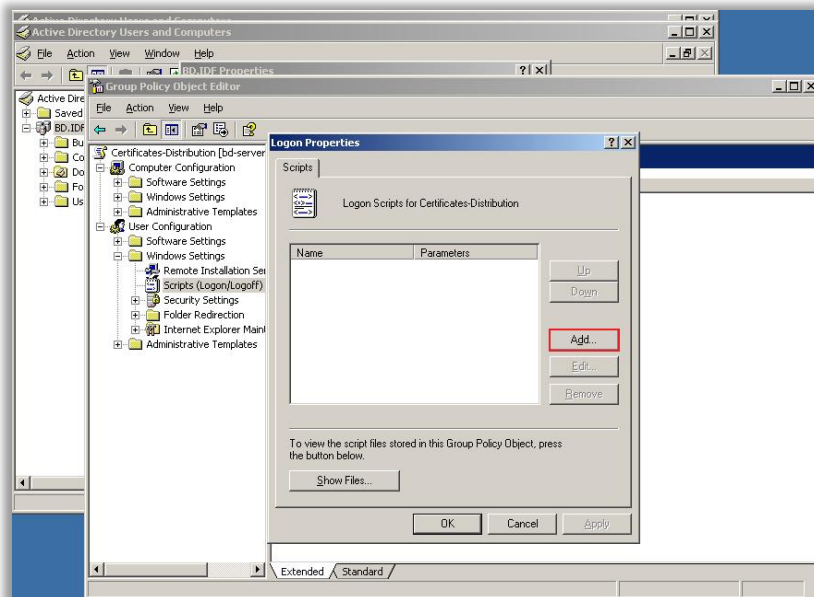 Active Directory Users and Computers
Active Directory Users and Computers
File Action View Window Help
BD.IDF Properties
Group Policy Object Editor
File Action View Help
Active Dire
Saved
BD.IDF
Bu
Co
Do
Fo
Us
Certificates-Distribution [bd-server
Computer Configuration
Software Settings
Windows Settings
Administrative Templates
User Configuration
Software Settings
Windows Settings
Remote Installation Ser
Scripts (Logon/Logoff)
Security Settings
Folder Redirection
Internet Explorer Maint
Administrative Templates
Logon Properties
Scripts
Logon Scripts for Certificates-Distribution
Name Parameters
Up
Down
Add...
Edit...
Remove
To view the script files stored in this Group Policy Object, press
the button below.
Show Files...
OK Cancel Apply
Extended Standard